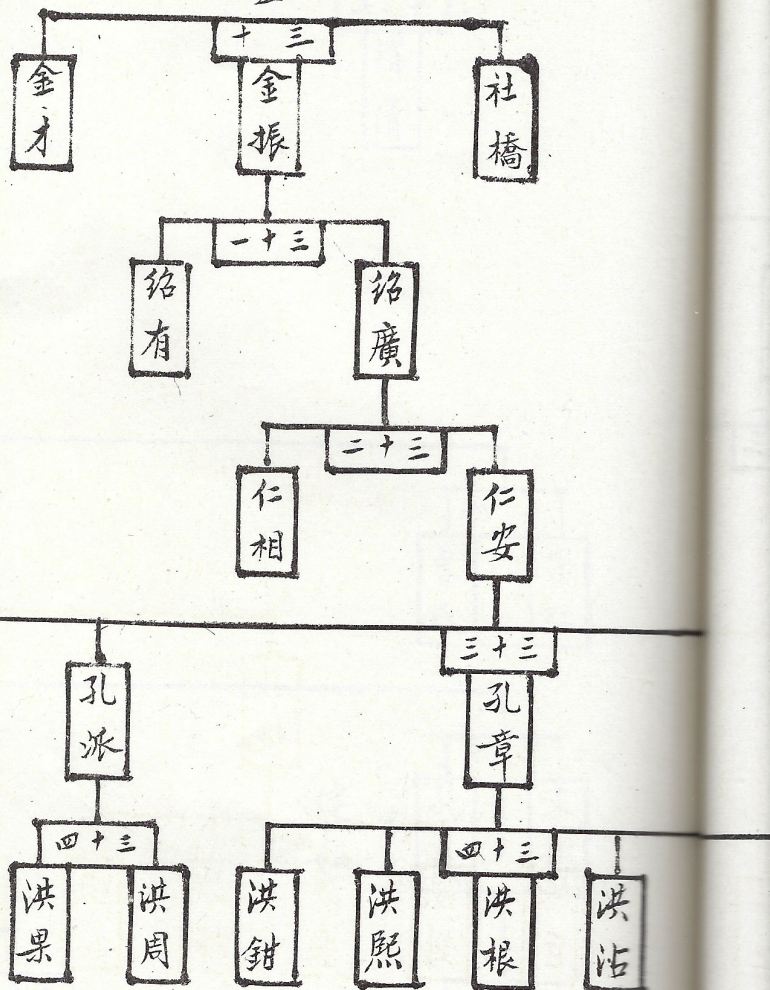 十三
金才
金振
社橋
一十三
紹有
紹廣
二十三
仁相
仁安
三十三
孔派
孔章
四十三
四十三
洪果
洪周
洪鉗
洪熙
洪根
洪沾